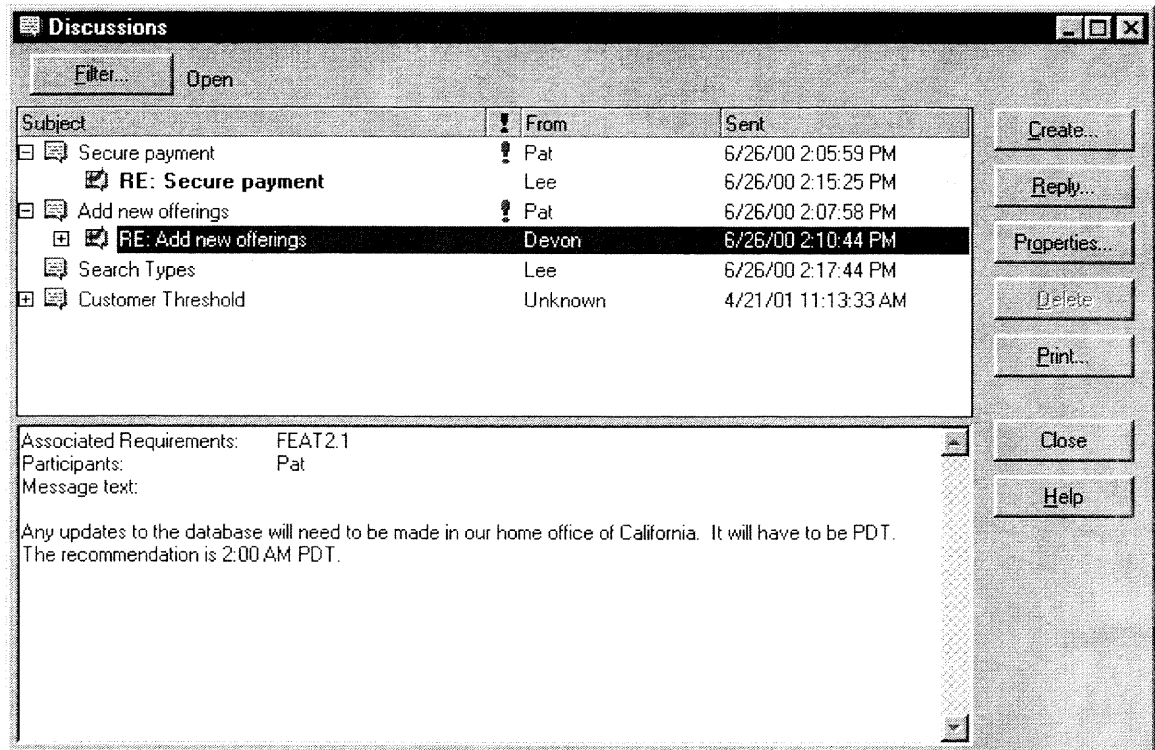 Discussions
Filter... Open
Subject ! From Sent
Secure payment ! Pat 6/26/00 2:05:59 PM
RE: Secure payment Lee 6/26/00 2:15:25 PM
Add new offerings ! Pat 6/26/00 2:07:58 PM
RE: Add new offerings Devon 6/26/00 2:10:44 PM
Search Types Lee 6/26/00 2:17:44 PM
Customer Threshold Unknown 4/21/01 11:13:33 AM
Create...
Reply...
Properties...
Delete
Print...
Close
Help
Associated Requirements: FEAT2.1
Participants: Pat
Message text:
Any updates to the database will need to be made in our home office of California. It will have to be PDT.
The recommendation is 2:00 AM PDT.